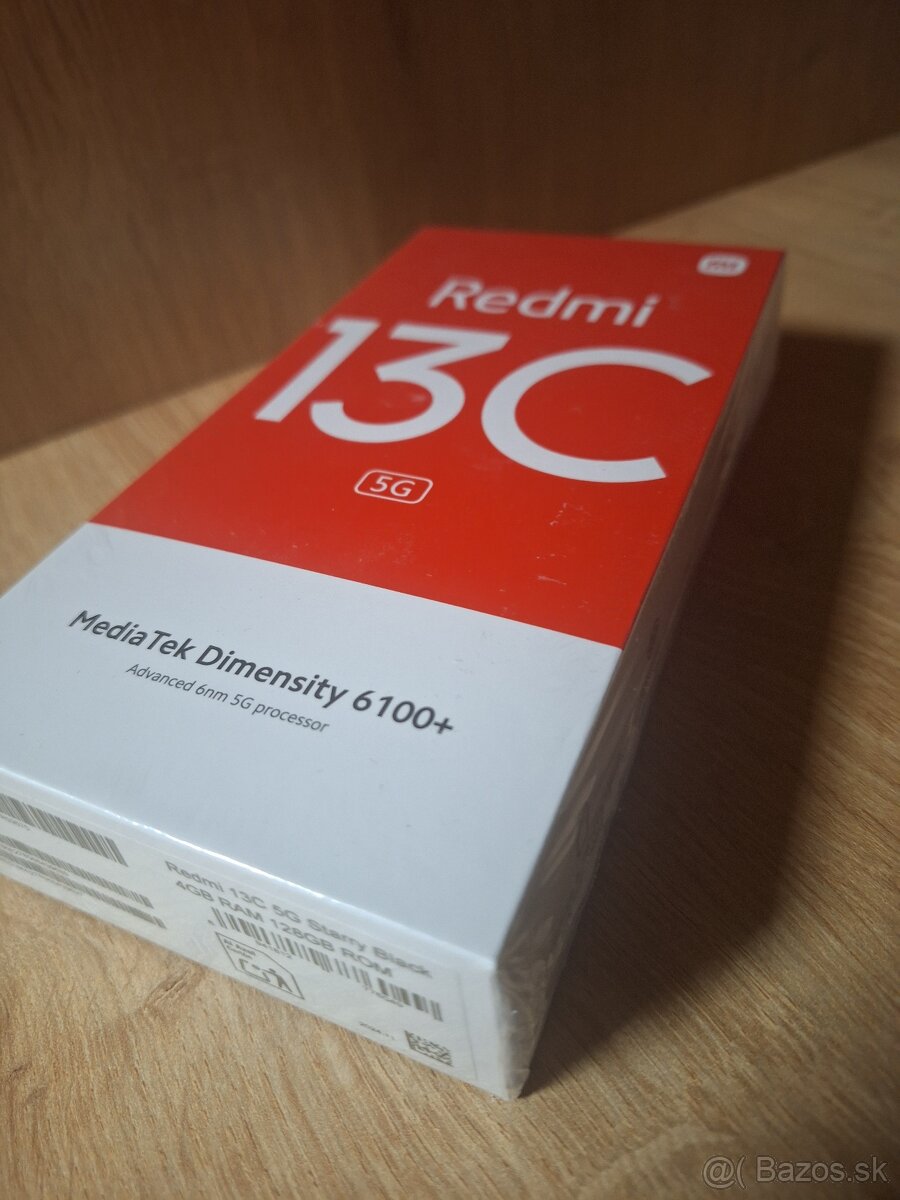 Redmi
13C
5G
MediaTek Dimensity 6100+
Advanced 6nm 5G processor
Redmi 13C 5G Starry Black
4GB RAM 128GB ROM
@( Bazos.sk